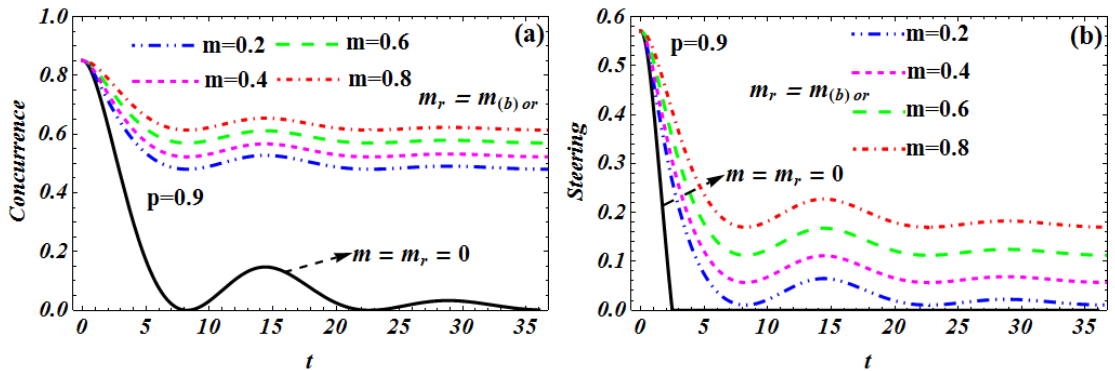 (a)
m=0.2 m=0.6
m=0.4 m=0.8
m_r = m_(b) or
p=0.9
m = m_r = 0
Concurrence
1.0
0.8
0.6
0.4
0.2
0.0
0 5 10 15 20 25 30 35
t
(b)
p=0.9
m=0.2
m=0.4
m_r = m_(b) or
m=0.6
m=0.8
m = m_r = 0
Steering
0.6
0.5
0.4
0.3
0.2
0.1
0.0
0 5 10 15 20 25 30 35
t